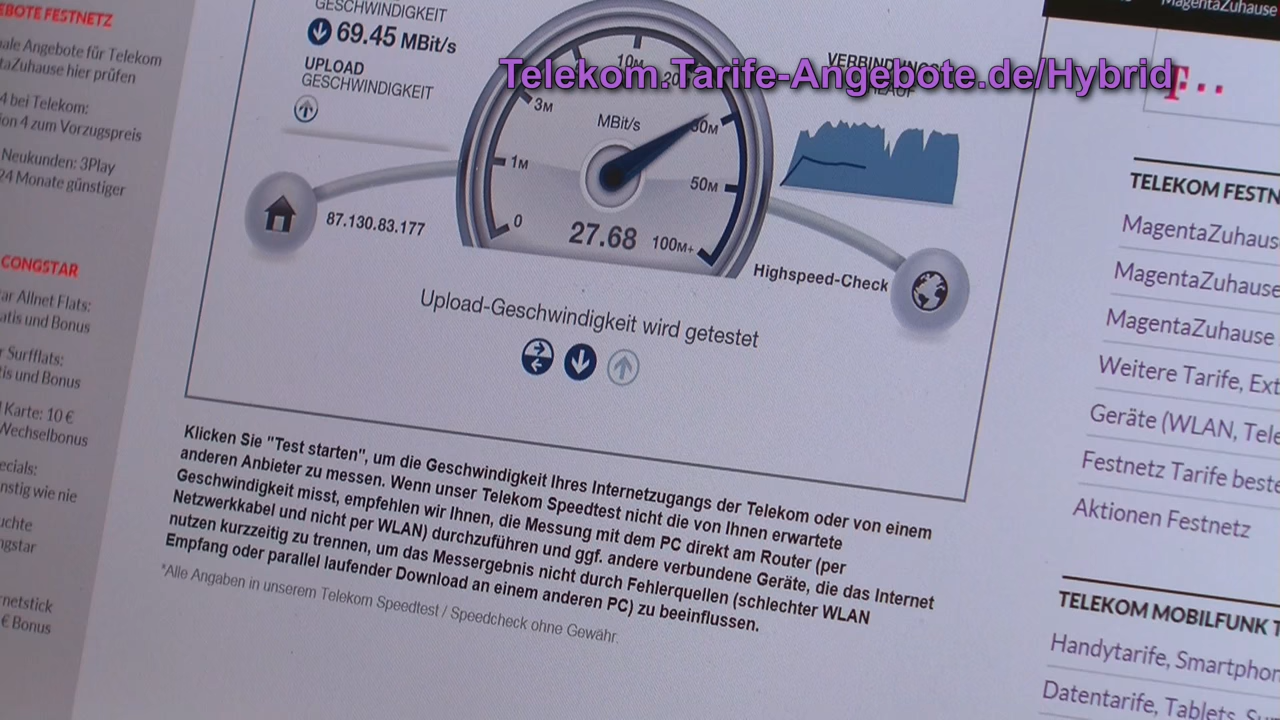 EBOTE FESTNETZ
ale Angebote für Telekom
taZuhause hier prüfen
4 bei Telekom:
ion 4 zum Vorzugspreis
Neukunden: 3Play
24 Monate günstiger
CONGSTAR
ar Allnet Flats:
atis und Bonus
r Surfflats:
tis und Bonus
Karte: 10 €
Wechselbonus
ecials:
nstig wie nie
uchte
ngstar
rnetstick
€ Bonus
GESCHWINDIGKEIT
69.45 MBit/s
UPLOAD
GESCHWINDIGKEIT
87.130.83.177
MBit/s
0
1M
3M
10M
20
30M
50M
100M+
27.68
Telekom.Tarife-Angebote.de/Hybrid
Highspeed-Check
Upload-Geschwindigkeit wird getestet
Klicken Sie "Test starten", um die Geschwindigkeit Ihres Internetzugangs der Telekom oder von einem
anderen Anbieter zu messen. Wenn unser Telekom Speedtest nicht die von Ihnen erwartete
Geschwindigkeit misst, empfehlen wir Ihnen, die Messung mit dem PC direkt am Router (per
Netzwerkkabel und nicht per WLAN) durchzuführen und ggf. andere verbundene Geräte, die das Internet
nutzen kurzzeitig zu trennen, um das Messergebnis nicht durch Fehlerquellen (schlechter WLAN
Empfang oder parallel laufender Download an einem anderen PC) zu beeinflussen.
*Alle Angaben in unserem Telekom Speedtest / Speedcheck ohne Gewähr.
MagentaZuhause
T
TELEKOM FESTN
MagentaZuhaus
MagentaZuhause
MagentaZuhause
Weitere Tarife, Ext
Geräte (WLAN, Tele
Festnetz Tarife beste
Aktionen Festnetz
TELEKOM MOBILFUNK T
Handytarife, Smartphon
Datentarife, Tablets, Su